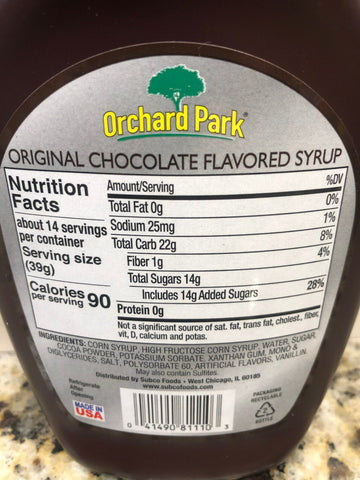 Orchard Park®
ORIGINAL CHOCOLATE FLAVORED SYRUP
Nutrition Facts
about 14 servings per container
Serving size (39g)
Calories per serving 90
Amount/Serving %DV
Total Fat 0g 0%
Sodium 25mg 1%
Total Carb 22g 8%
Fiber 1g 4%
Total Sugars 14g
Includes 14g Added Sugars 28%
Protein 0g
Not a significant source of sat. fat, trans fat, cholest., fiber,
vit, D, calcium and potas.
INGREDIENTS: CORN SYRUP, HIGH FRUCTOSE CORN SYRUP, WATER, SUGAR,
COCOA POWDER, POTASSIUM SORBATE, XANTHAN GUM, MONO &
DIGLYCERIDES, SALT, POLYSORBATE 60, ARTIFICIAL FLAVORS, VANILLIN.
May also contain Sulfites.
Distributed by Subco Foods - West Chicago, IL 60185
www.subcofoods.com
Refrigerate
After
Opening
MADE IN
USA
PACKAGING
RECYCLABLE
2
0 41490 81110 3